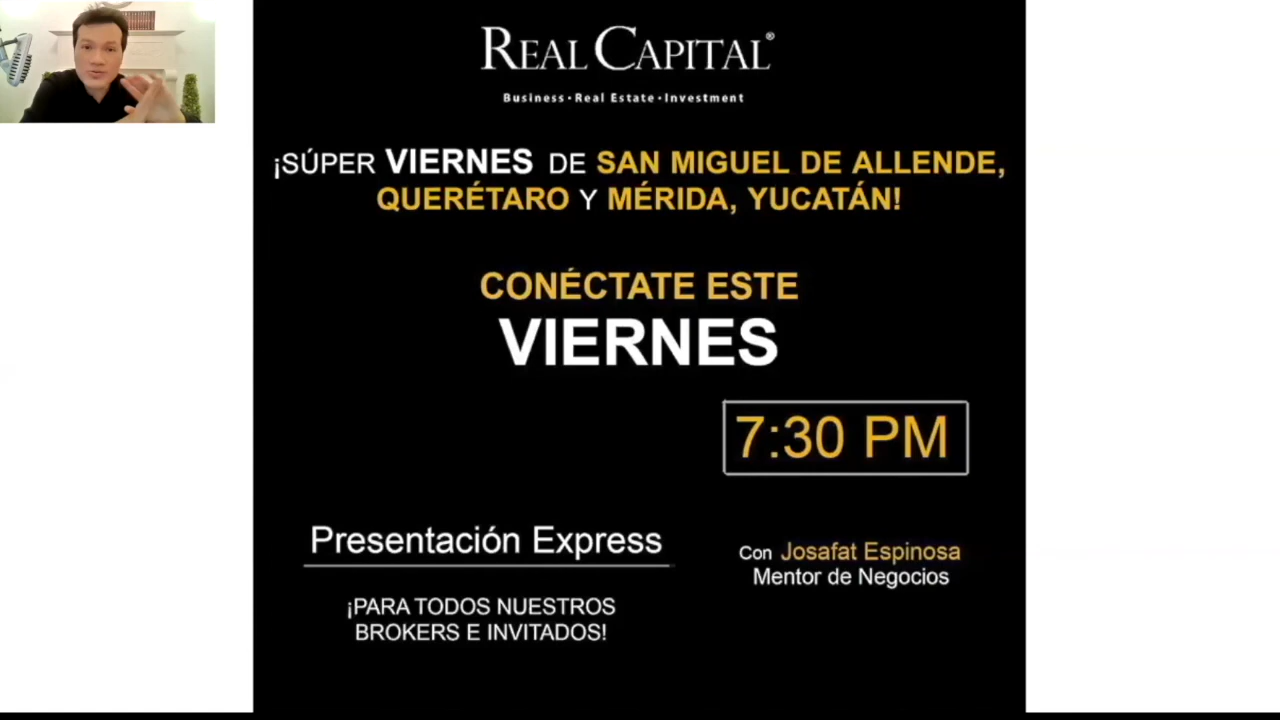 REAL CAPITAL®
Business • Real Estate • Investment
¡SÚPER VIERNES DE SAN MIGUEL DE ALLENDE,
QUERÉTARO Y MÉRIDA, YUCATÁN!
CONÉCTATE ESTE
VIERNES
7:30 PM
Presentación Express
Con Josafat Espinosa
Mentor de Negocios
¡PARA TODOS NUESTROS
BROKERS E INVITADOS!